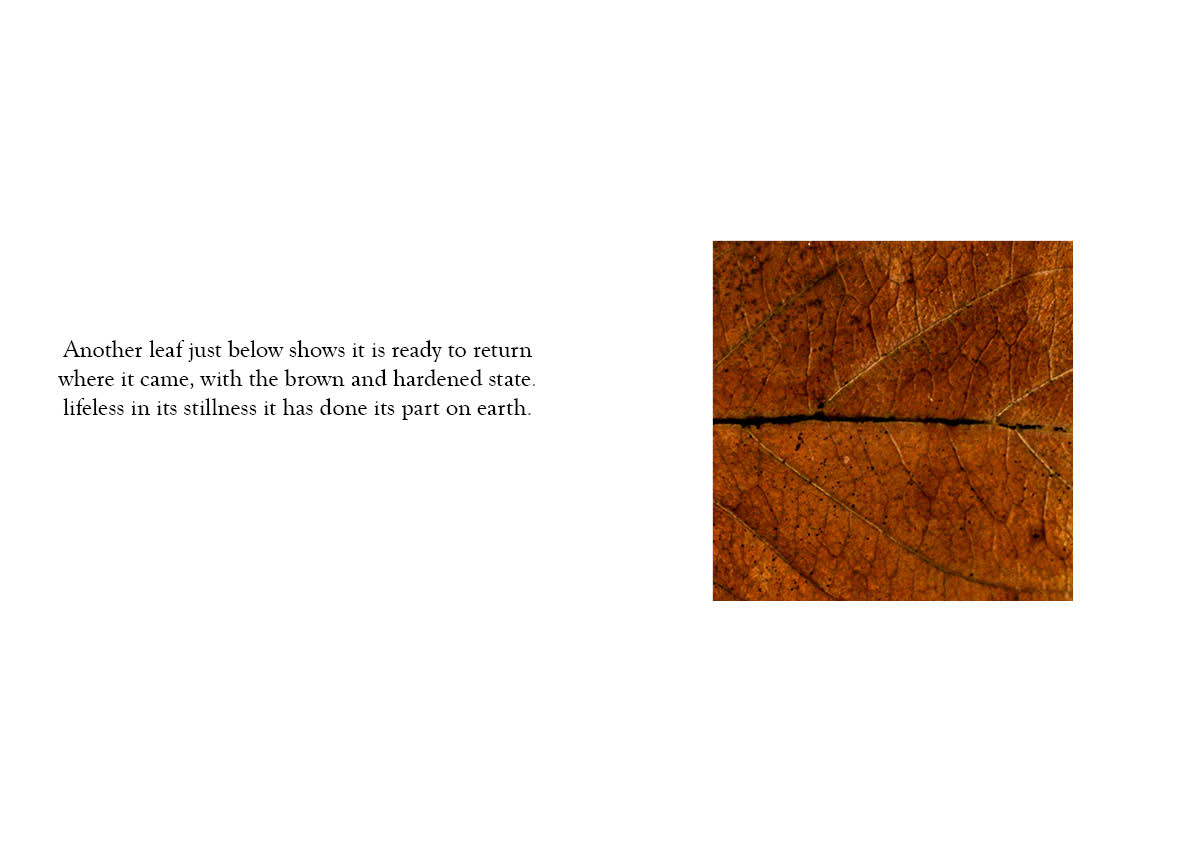 Another leaf just below shows it is ready to return
where it came, with the brown and hardened state.
lifeless in its stillness it has done its part on earth.